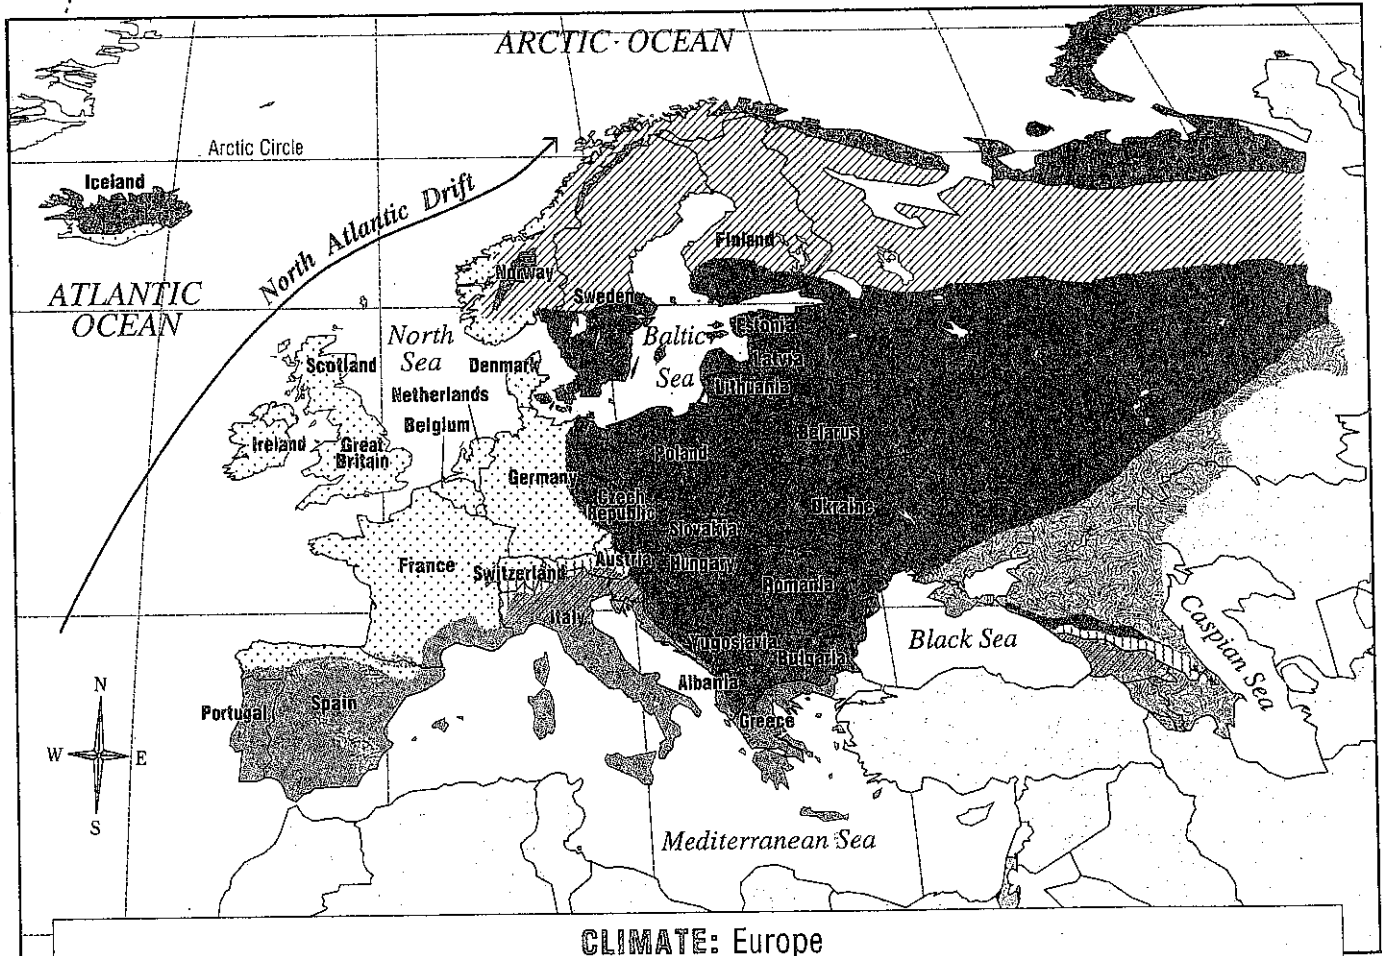 ARCTIC OCEAN
Arctic Circle
Iceland
North Atlantic Drift
Finland
Norway
ATLANTIC
OCEAN
Sweden
North
Sea
Baltic
Sea
Estonia
Latvia
Lithuania
Scotland
Denmark
Netherlands
Belgium
Ireland
Great
Britain
Belarus
Poland
Germany
Czech
Republic
Ukraine
Slovakia
France
Switzerland
Austria
Hungary
Romania
Italy
Yugoslavia
Bulgaria
Black Sea
Caspian Sea
Albania
Portugal
Spain
Greece
N
W
E
S
Mediterranean Sea
CLIMATE: Europe